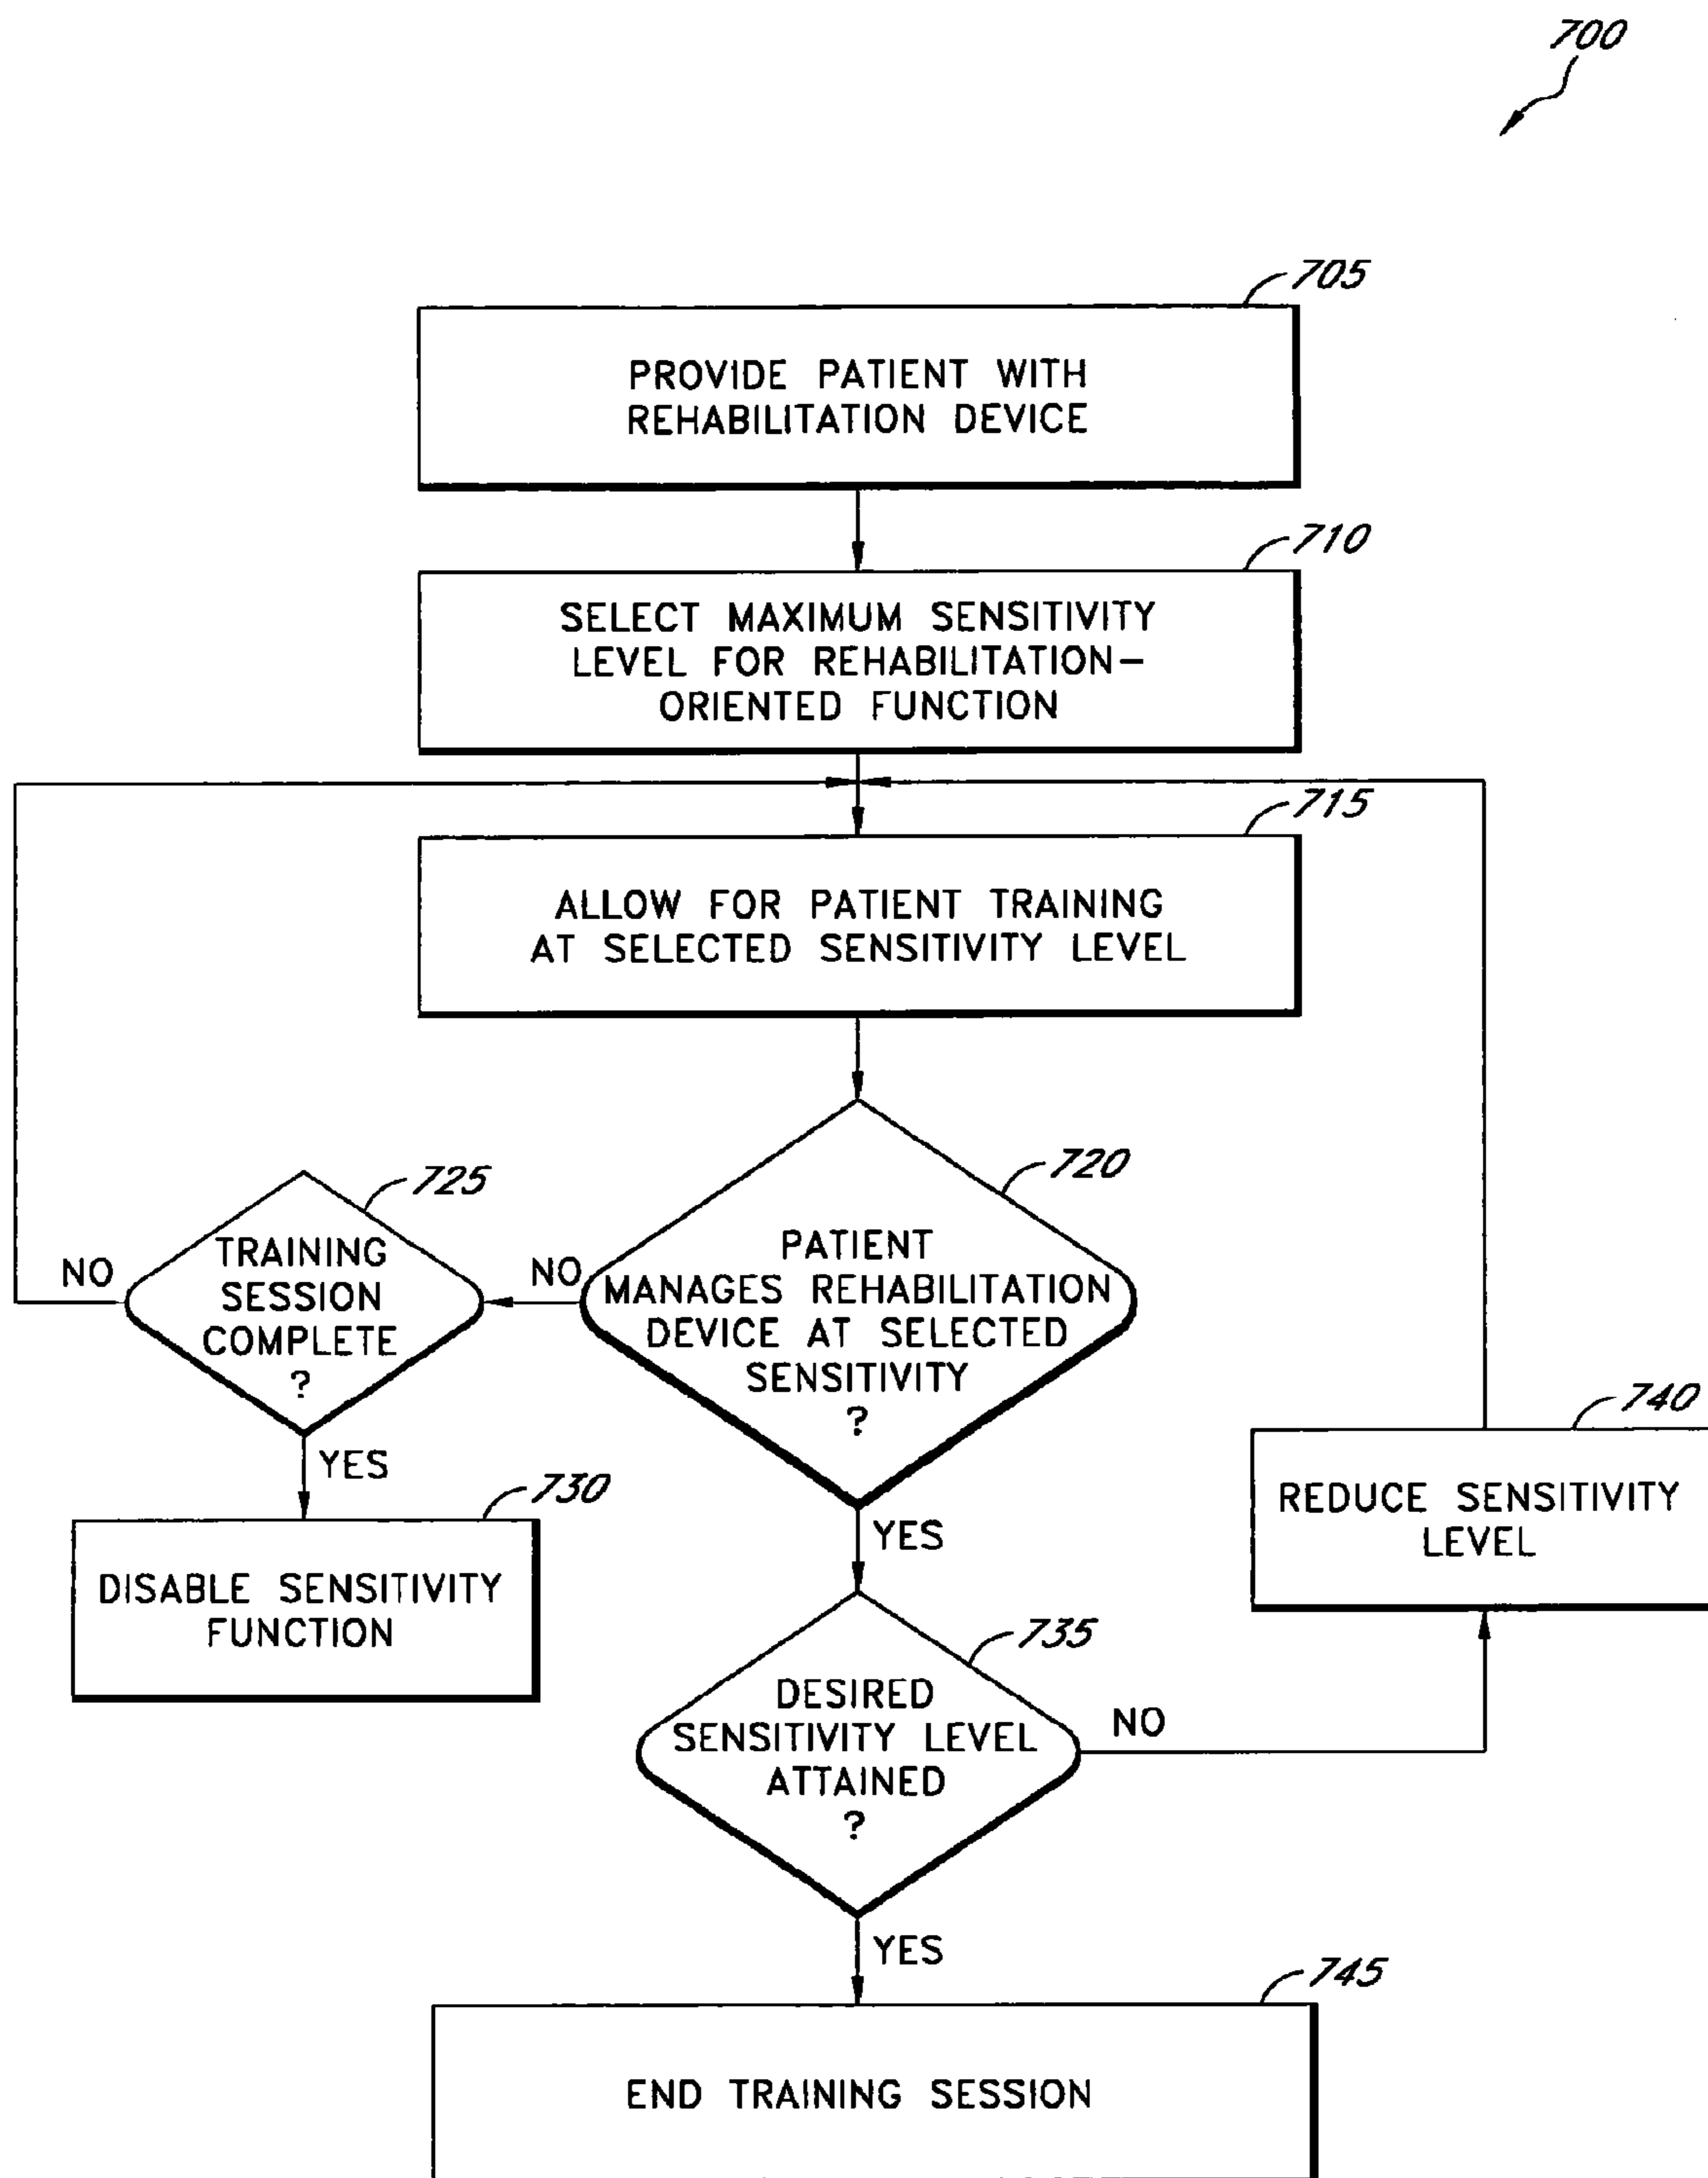 700
705
PROVIDE PATIENT WITH
REHABILITATION DEVICE
710
SELECT MAXIMUM SENSITIVITY
LEVEL FOR REHABILITATION-
ORIENTED FUNCTION
715
ALLOW FOR PATIENT TRAINING
AT SELECTED SENSITIVITY LEVEL
720
PATIENT
MANAGES REHABILITATION
DEVICE AT SELECTED
SENSITIVITY
?
NO
725
TRAINING
SESSION
COMPLETE
?
NO
YES
730
DISABLE SENSITIVITY
FUNCTION
YES
735
DESIRED
SENSITIVITY LEVEL
ATTAINED
?
NO
740
REDUCE SENSITIVITY
LEVEL
YES
745
END TRAINING SESSION